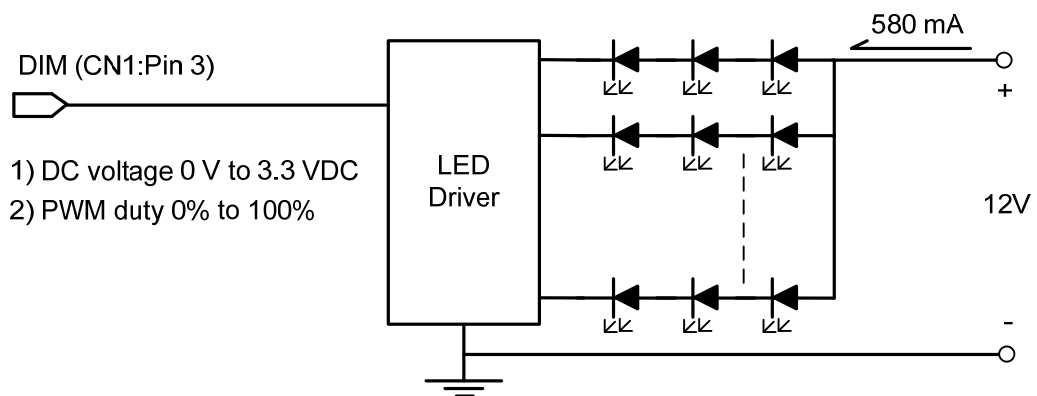 580 mA
DIM (CN1:Pin 3)
+
1) DC voltage 0 V to 3.3 VDC
2) PWM duty 0% to 100%
LED
Driver
12V
-